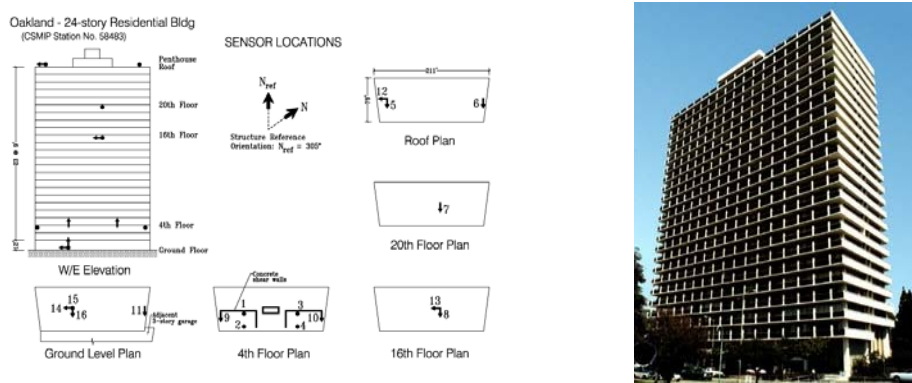 Oakland - 24-story Residential Bldg
(CSMIP Station No. 58483)
SENSOR LOCATIONS
Penthouse
Roof
20th Floor
16th Floor
4th Floor
Ground Floor
W/E Elevation
N ref
N
Structure Reference
Orientation: N ref = 305°
12
5
6
Roof Plan
7
20th Floor Plan
15
14
16
11
adjacent
3-story garage
Ground Level Plan
Concrete
shear walls
1
3
9
10
2
4
4th Floor Plan
13
8
16th Floor Plan